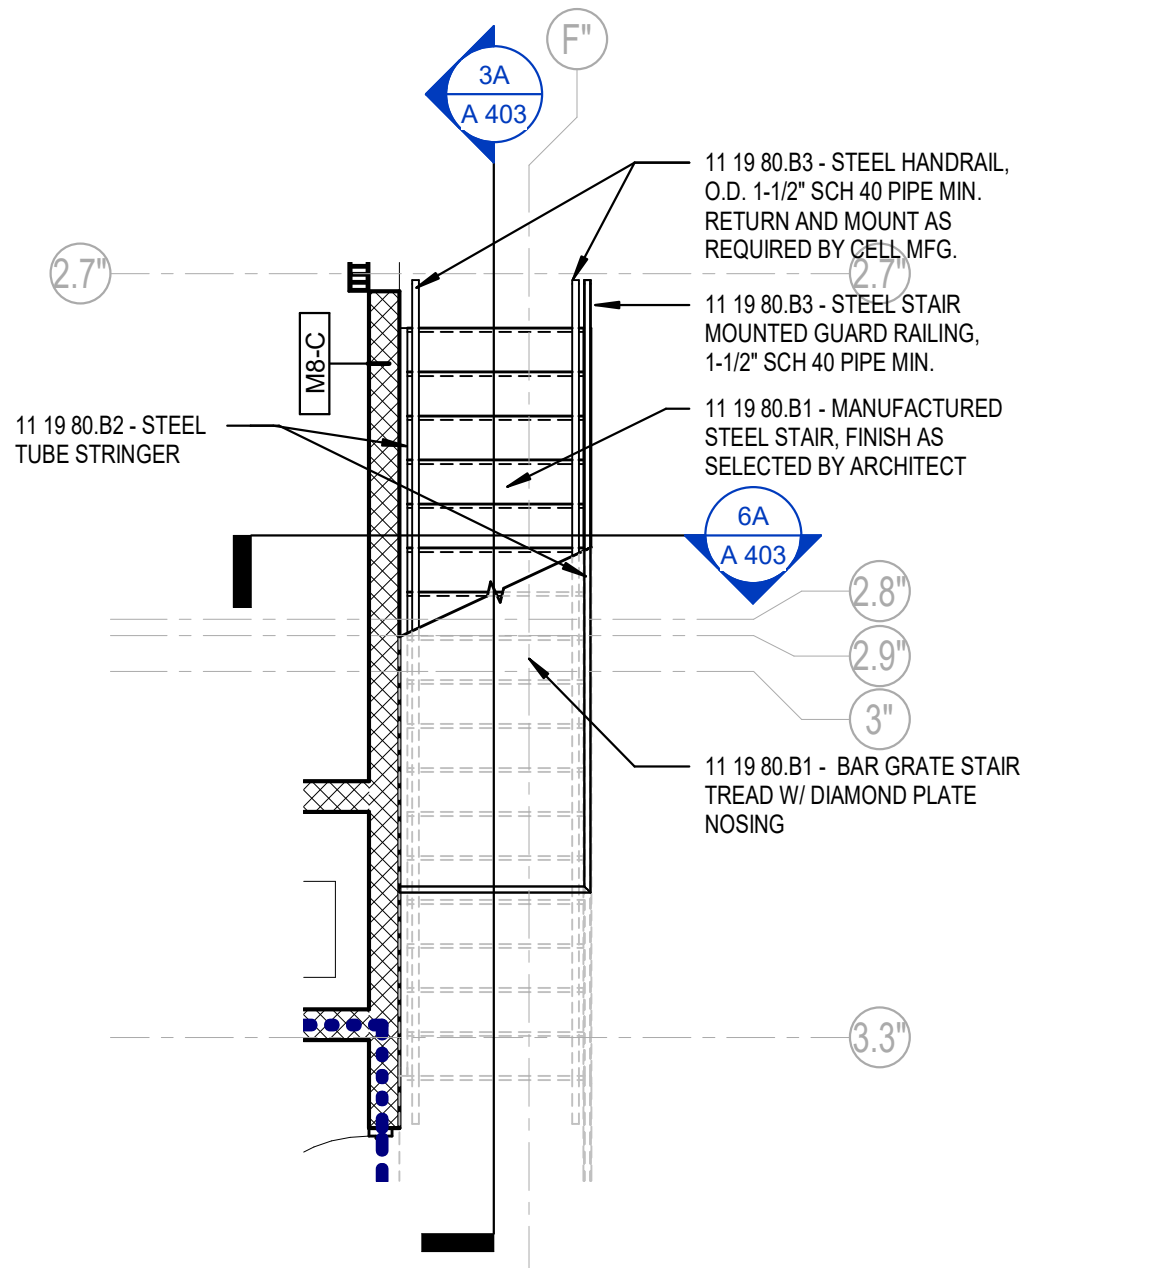 F"
3A
A 403
11 19 80.B3 - STEEL HANDRAIL,
O.D. 1-1/2" SCH 40 PIPE MIN.
RETURN AND MOUNT AS
REQUIRED BY CELL MFG.
2.7"
2.7"
11 19 80.B3 - STEEL STAIR
MOUNTED GUARD RAILING,
1-1/2" SCH 40 PIPE MIN.
M8-C
11 19 80.B2 - STEEL
TUBE STRINGER
11 19 80.B1 - MANUFACTURED
STEEL STAIR, FINISH AS
SELECTED BY ARCHITECT
6A
A 403
2.8"
2.9"
3"
11 19 80.B1 -  BAR GRATE STAIR
TREAD W/ DIAMOND PLATE
NOSING
3.3"